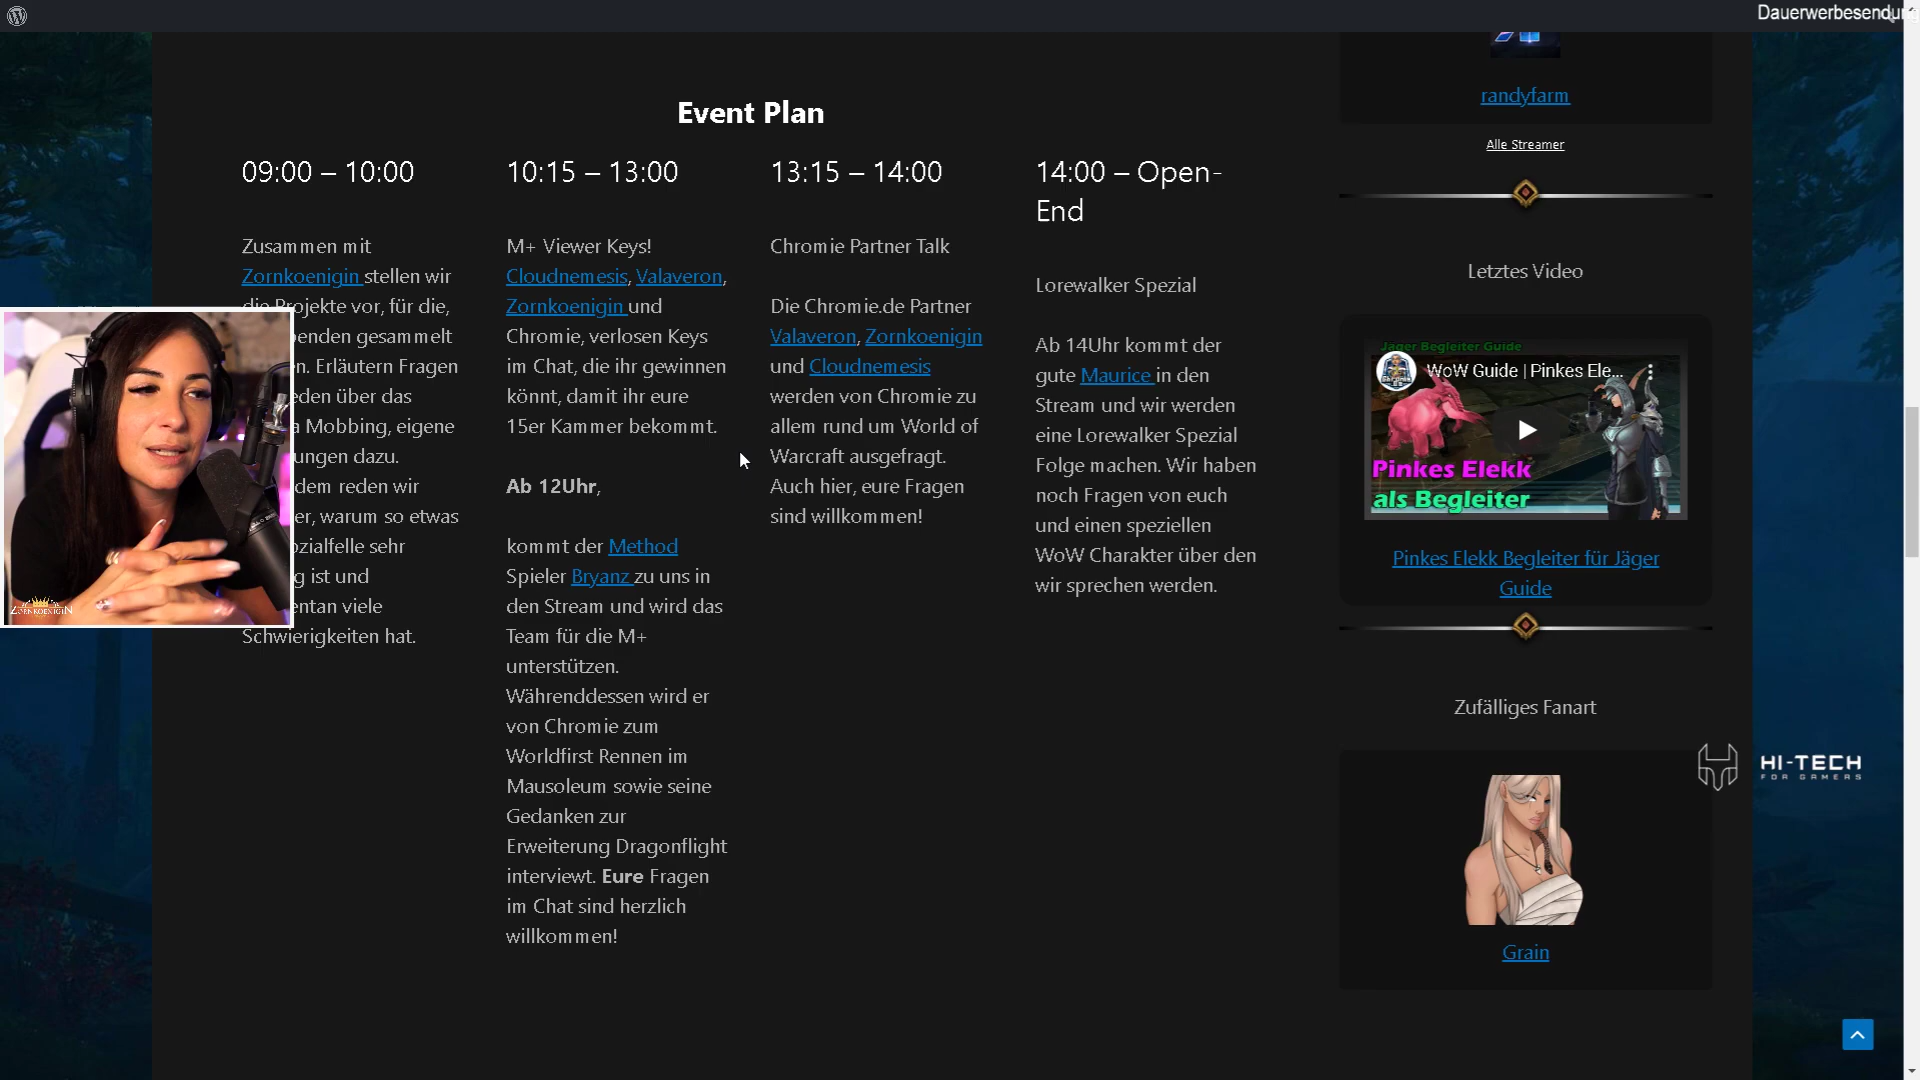 Dauerwerbesendun
Event Plan
09:00 – 10:00
Zusammen mit
Zornkoenigin stellen wir
die Projekte vor, für die,
enden gesammelt
n. Erläutern Fragen
eden über das
a Mobbing, eigene
ungen dazu.
dem reden wir
er, warum so etwas
ozialfelle sehr
g ist und
entan viele
Schwierigkeiten hat.
ZORNKOENIGIN
10:15 – 13:00
M+ Viewer Keys!
Cloudnemesis, Valaveron,
Zornkoenigin und
Chromie, verlosen Keys
im Chat, die ihr gewinnen
könnt, damit ihr eure
15er Kammer bekommt.
Ab 12Uhr,
kommt der Method
Spieler Bryanz zu uns in
den Stream und wird das
Team für die M+
unterstützen.
Währenddessen wird er
von Chromie zum
Worldfirst Rennen im
Mausoleum sowie seine
Gedanken zur
Erweiterung Dragonflight
interviewt. Eure Fragen
im Chat sind herzlich
willkommen!
13:15 – 14:00
Chromie Partner Talk
Die Chromie.de Partner
Valaveron, Zornkoenigin
und Cloudnemesis
werden von Chromie zu
allem rund um World of
Warcraft ausgefragt.
Auch hier, eure Fragen
sind willkommen!
14:00 – Open-
End
Lorewalker Spezial
Ab 14Uhr kommt der
gute Maurice in den
Stream und wir werden
eine Lorewalker Spezial
Folge machen. Wir haben
noch Fragen von euch
und einen speziellen
WoW Charakter über den
wir sprechen werden.
randyfarm
Alle Streamer
Letztes Video
Jäger Begleiter Guide
WoW Guide | Pinkes Ele...
Pinkes Elekk
als Begleiter
Pinkes Elekk Begleiter für Jäger
Guide
Zufälliges Fanart
HI-TECH
FOR GAMERS
Grain